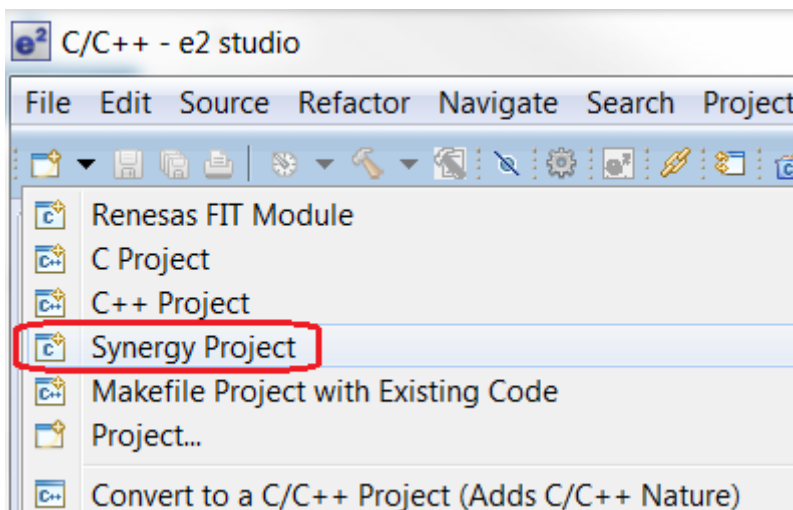 e² C/C++ - e2 studio
File Edit Source Refactor Navigate Search Project
Renesas FIT Module
C Project
C++ Project
Synergy Project
Makefile Project with Existing Code
Project...
Convert to a C/C++ Project (Adds C/C++ Nature)